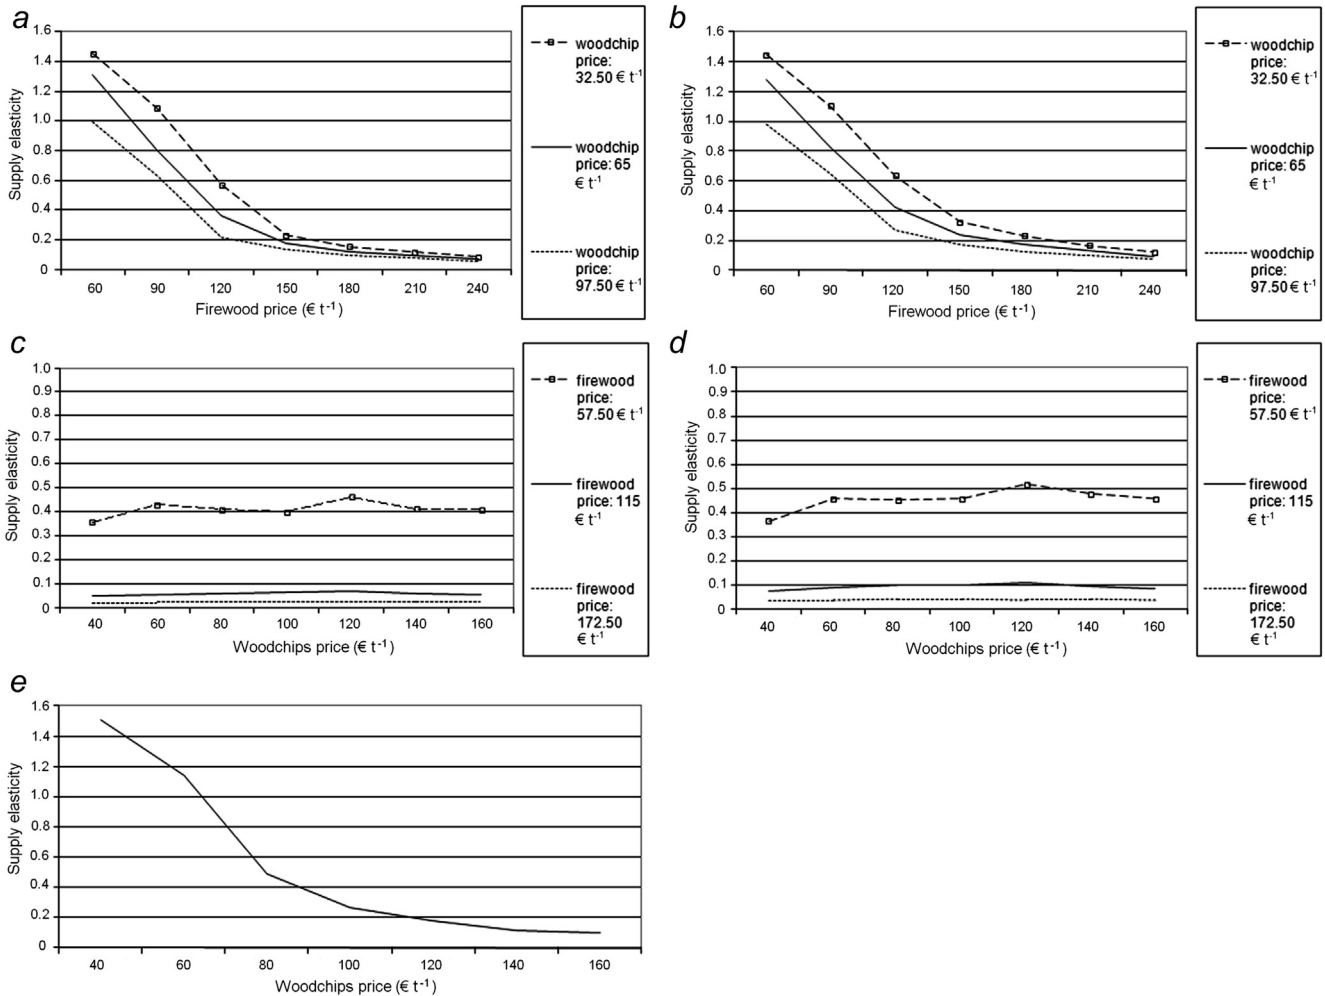 a
1.6
1.4
1.2
1.0
0.8
0.6
0.4
0.2
0
Supply elasticity
60 90 120 150 180 210 240
Firewood price (€ t-1)
woodchip
price:
32.50 € t-1
woodchip
price: 65
€ t-1
woodchip
price:
97.50 € t-1
b
1.6
1.4
1.2
1.0
0.8
0.6
0.4
0.2
0
Supply elasticity
60 90 120 150 180 210 240
Firewood price (€ t-1)
woodchip
price:
32.50 € t-1
woodchip
price: 65
€ t-1
woodchip
price:
97.50 € t-1
c
1.0
0.9
0.8
0.7
0.6
0.5
0.4
0.3
0.2
0.1
0
Supply elasticity
40 60 80 100 120 140 160
Woodchips price (€ t-1)
firewood
price:
57.50 € t-1
firewood
price: 115
€ t-1
firewood
price:
172.50
€ t-1
d
1.0
0.9
0.8
0.7
0.6
0.5
0.4
0.3
0.2
0.1
0
Supply elasticity
40 60 80 100 120 140 160
Woodchips price (€ t-1)
firewood
price:
57.50 € t-1
firewood
price: 115
€ t-1
firewood
price:
172.50
€ t-1
e
1.6
1.4
1.2
1.0
0.8
0.6
0.4
0.2
0
Supply elasticity
40 60 80 100 120 140 160
Woodchips price (€ t-1)